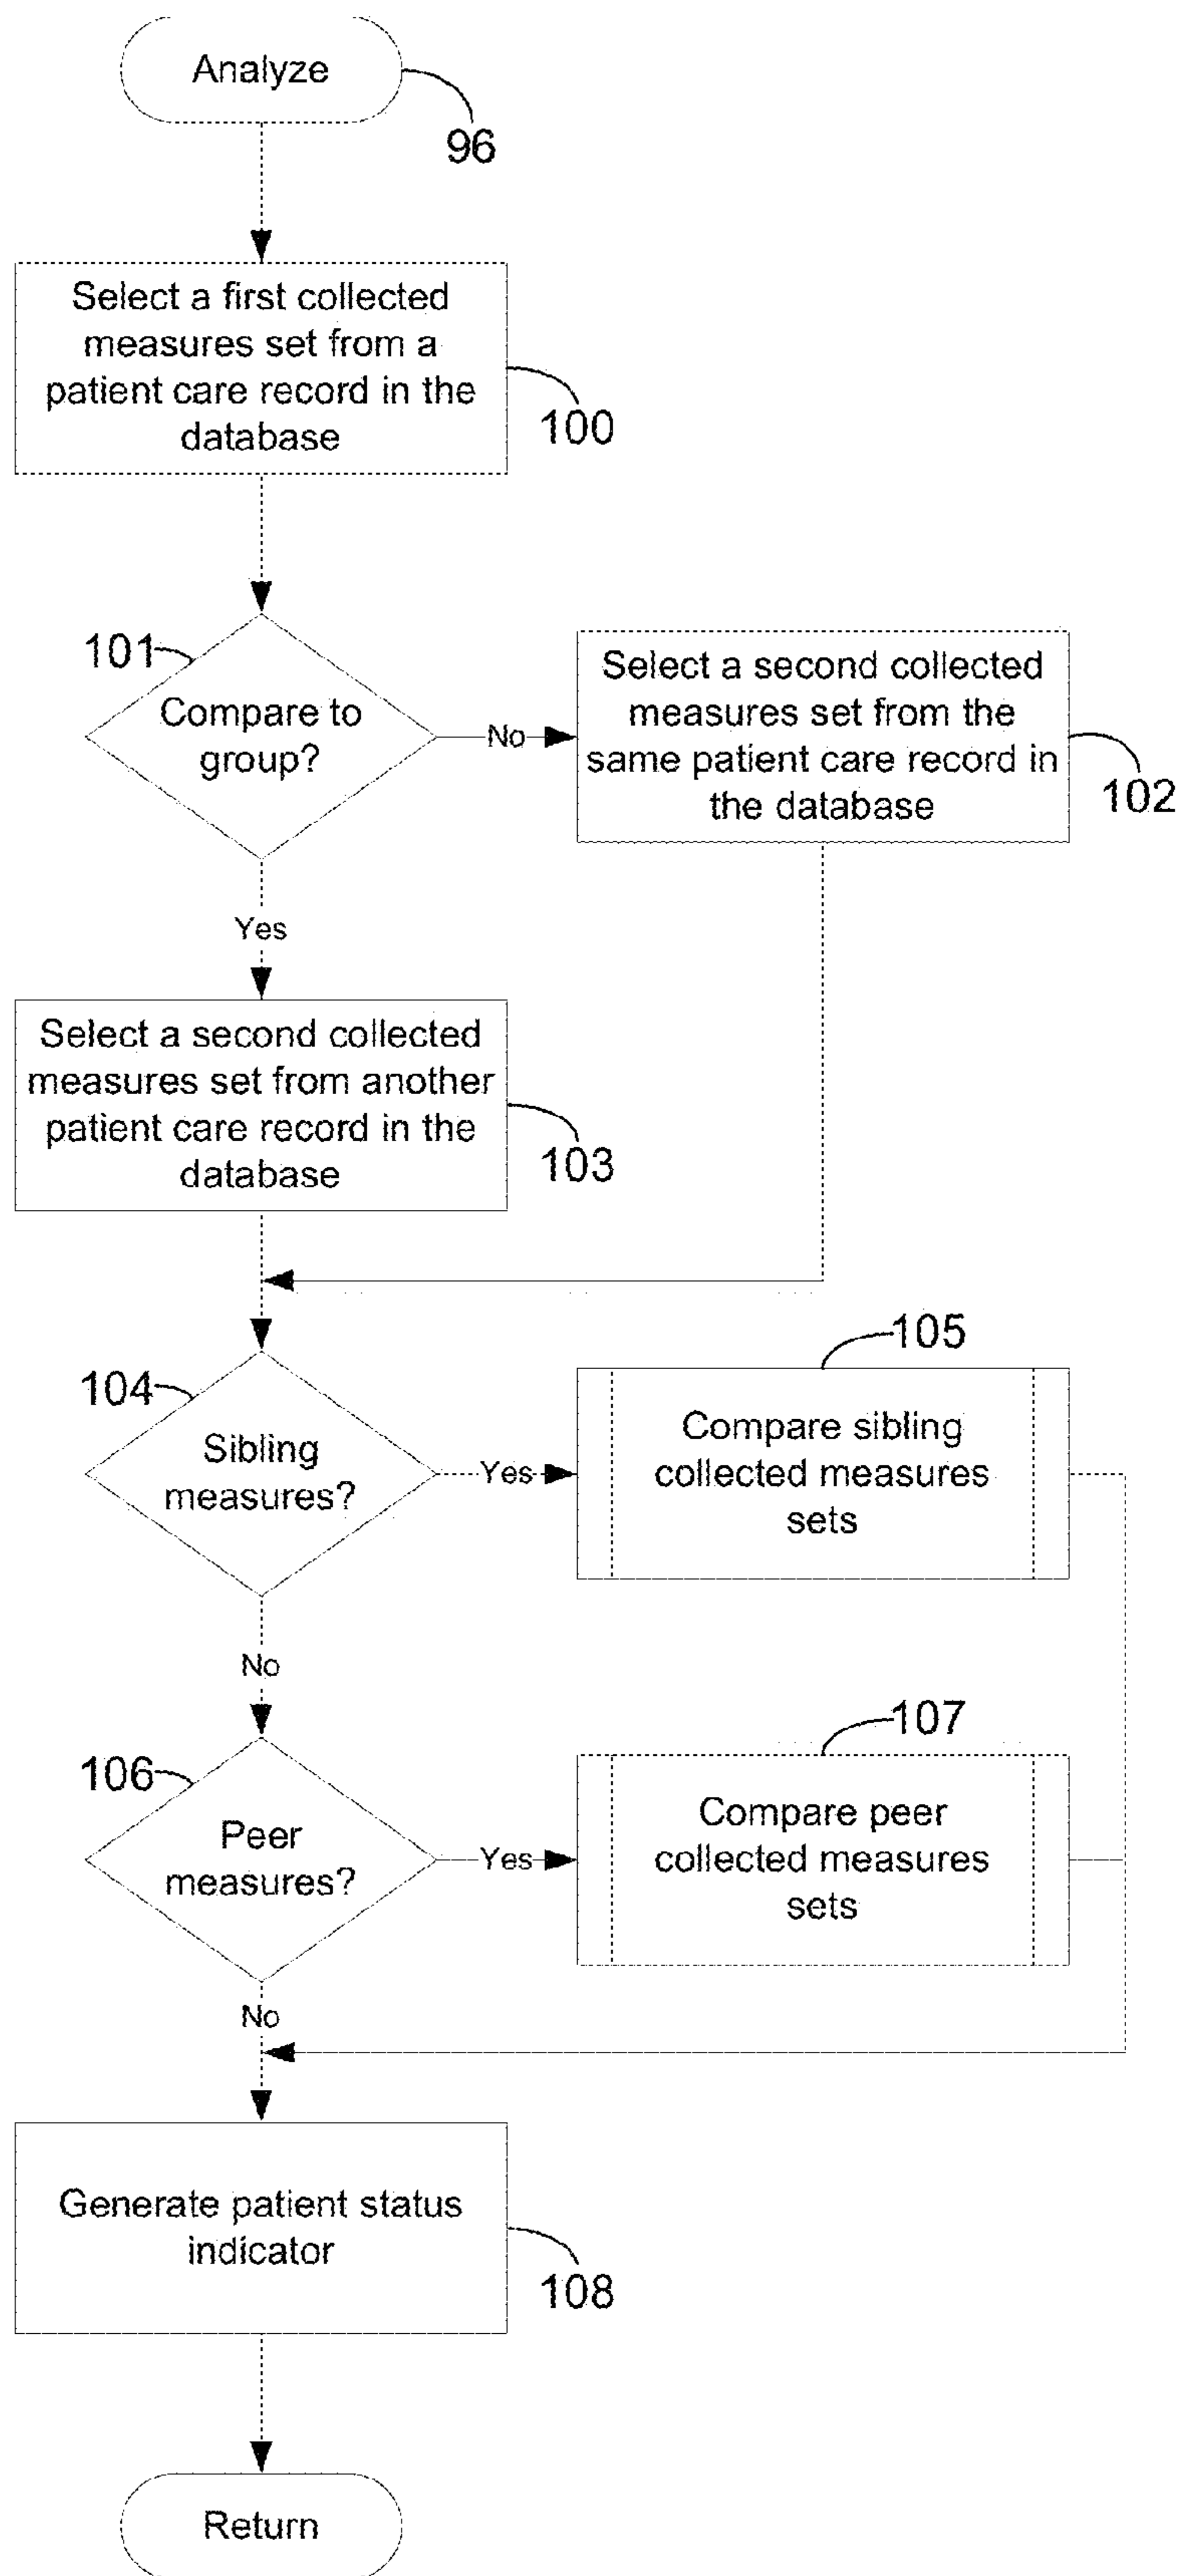 Analyze
96
Select a first collected
measures set from a
patient care record in the
database
100
101
Compare to
group?
No
Select a second collected
measures set from the
same patient care record in
the database
102
Yes
Select a second collected
measures set from another
patient care record in the
database
103
104
Sibling
measures?
Yes
105
Compare sibling
collected measures
sets
No
106
Peer
measures?
Yes
107
Compare peer
collected measures
sets
No
Generate patient status
indicator
108
Return